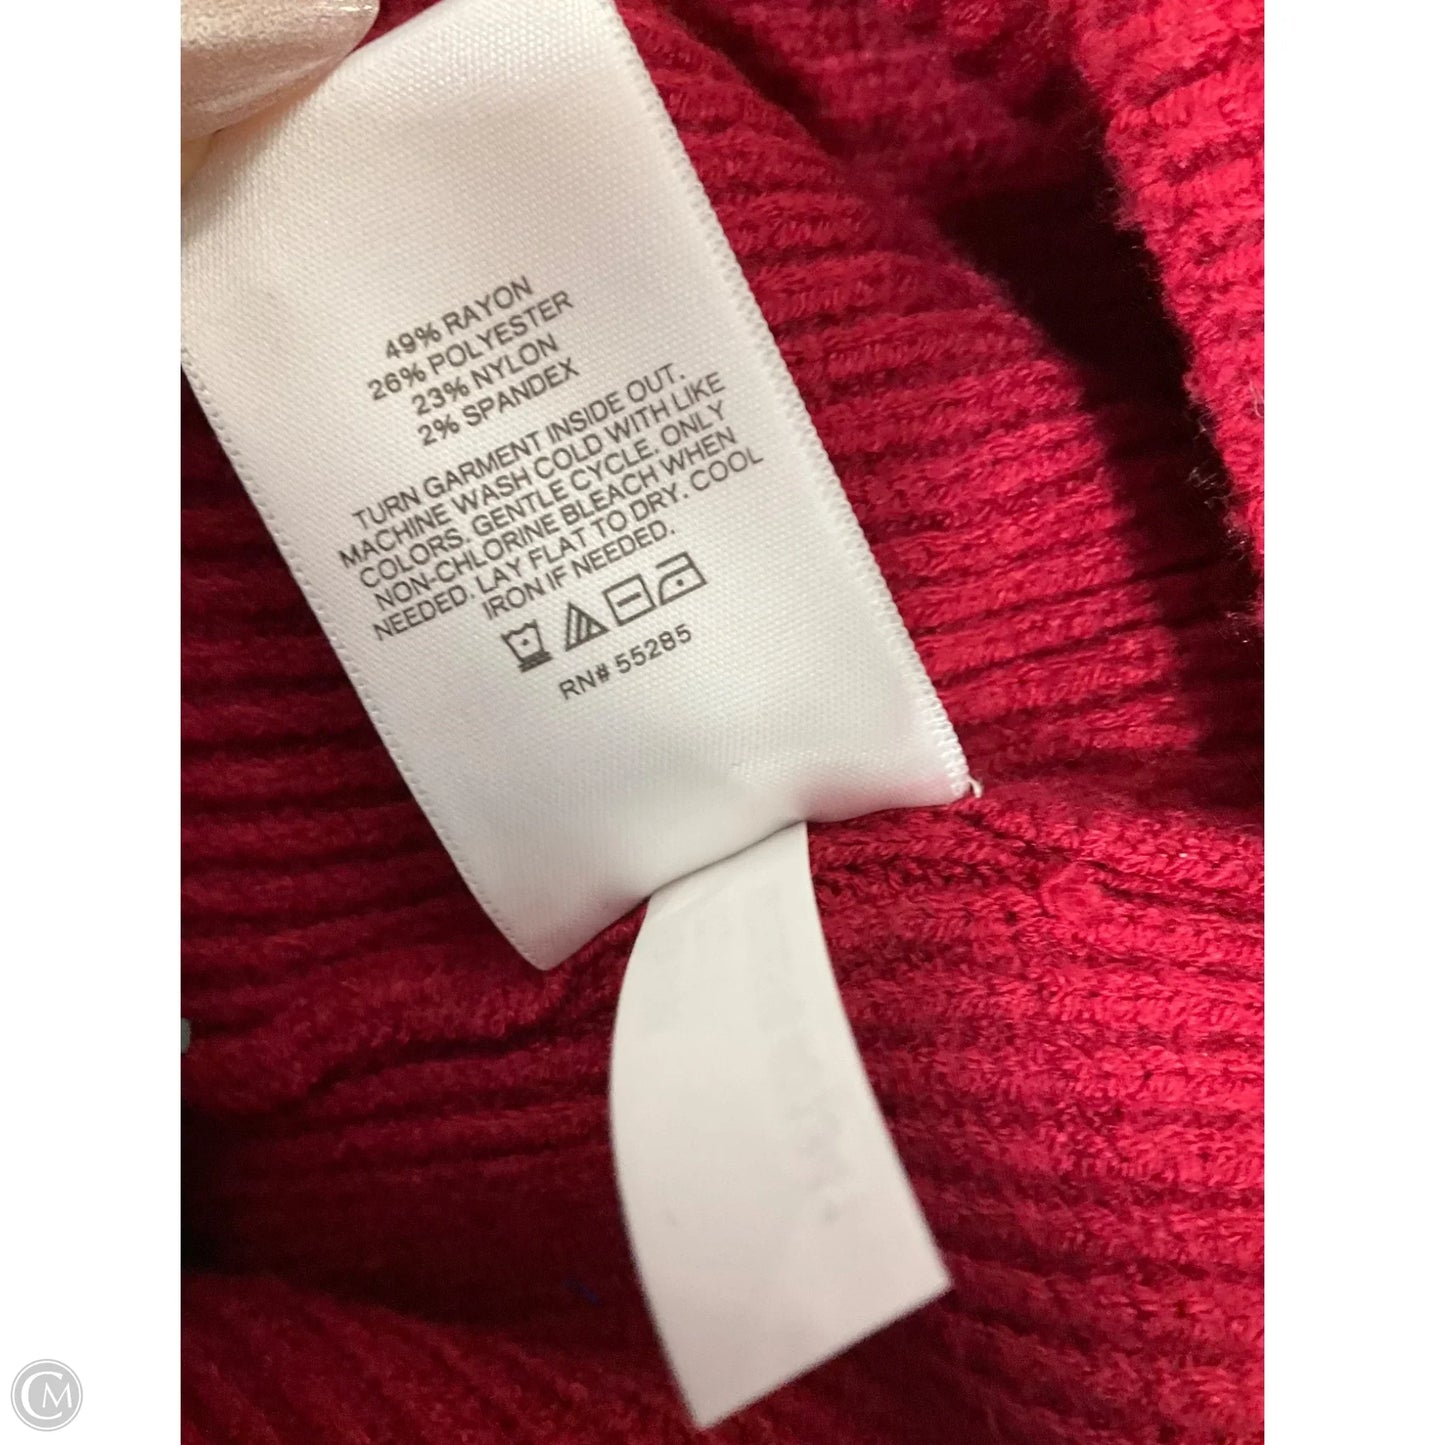 49% RAYON
26% POLYESTER
23% NYLON
2% SPANDEX
TURN GARMENT INSIDE OUT.
MACHINE WASH COLD WITH LIKE
COLORS. GENTLE CYCLE. ONLY
NON-CHLORINE BLEACH WHEN
NEEDED. LAY FLAT TO DRY. COOL
IRON IF NEEDED.
RN# 55285
CM